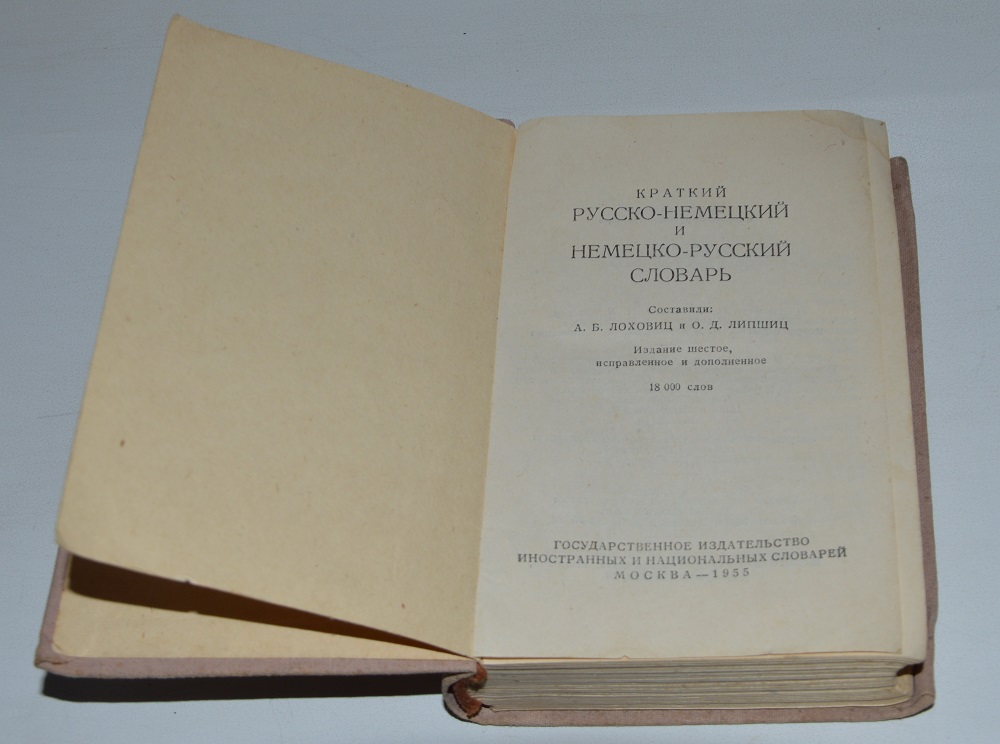 КРАТКИЙ
РУССКО-НЕМЕЦКИЙ
И
НЕМЕЦКО-РУССКИЙ
СЛОВАРЬ
Составили:
А. Б. ЛОХОВИЦ и О. Д. ЛИПШИЦ
Издание шестое,
исправленное и дополненное
18 000 слов
ГОСУДАРСТВЕННОЕ ИЗДАТЕЛЬСТВО
ИНОСТРАННЫХ И НАЦИОНАЛЬНЫХ СЛОВАРЕЙ
МОСКВА — 1955